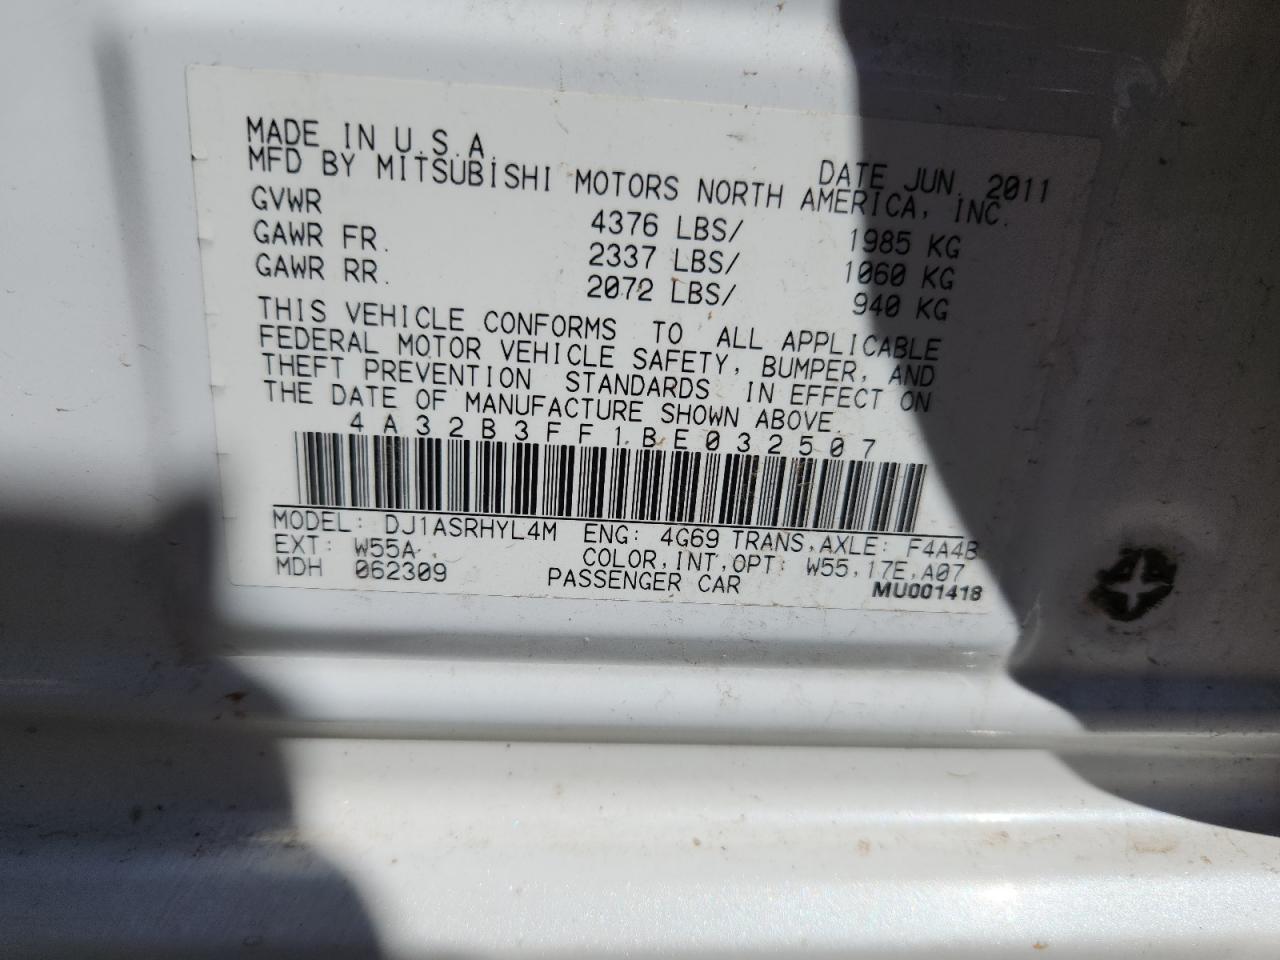 MADE IN U.S.A. DATE JUN. 2011
MFD BY MITSUBISHI MOTORS NORTH AMERICA, INC.
GVWR 4376 LBS/ 1985 KG
GAWR FR. 2337 LBS/ 1060 KG
GAWR RR. 2072 LBS/ 940 KG
THIS VEHICLE CONFORMS TO ALL APPLICABLE
FEDERAL MOTOR VEHICLE SAFETY, BUMPER, AND
THEFT PREVENTION STANDARDS IN EFFECT ON
THE DATE OF MANUFACTURE SHOWN ABOVE.
4A32B3FF1BE032507
MODEL: DJ1ASRHYL4M ENG: 4G69 TRANS,AXLE: F4A4B
EXT: W55A COLOR,INT,OPT: W55,17E,A07
MDH 062309 PASSENGER CAR MU001418